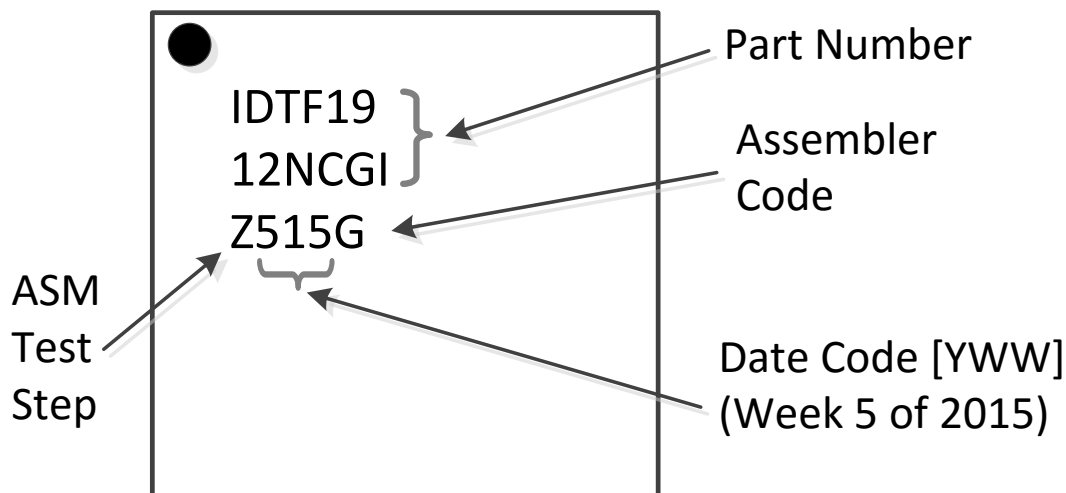 IDTF19
12NCGI
Z515G
Part Number
Assembler
Code
ASM
Test
Step
Date Code [YWW]
(Week 5 of 2015)